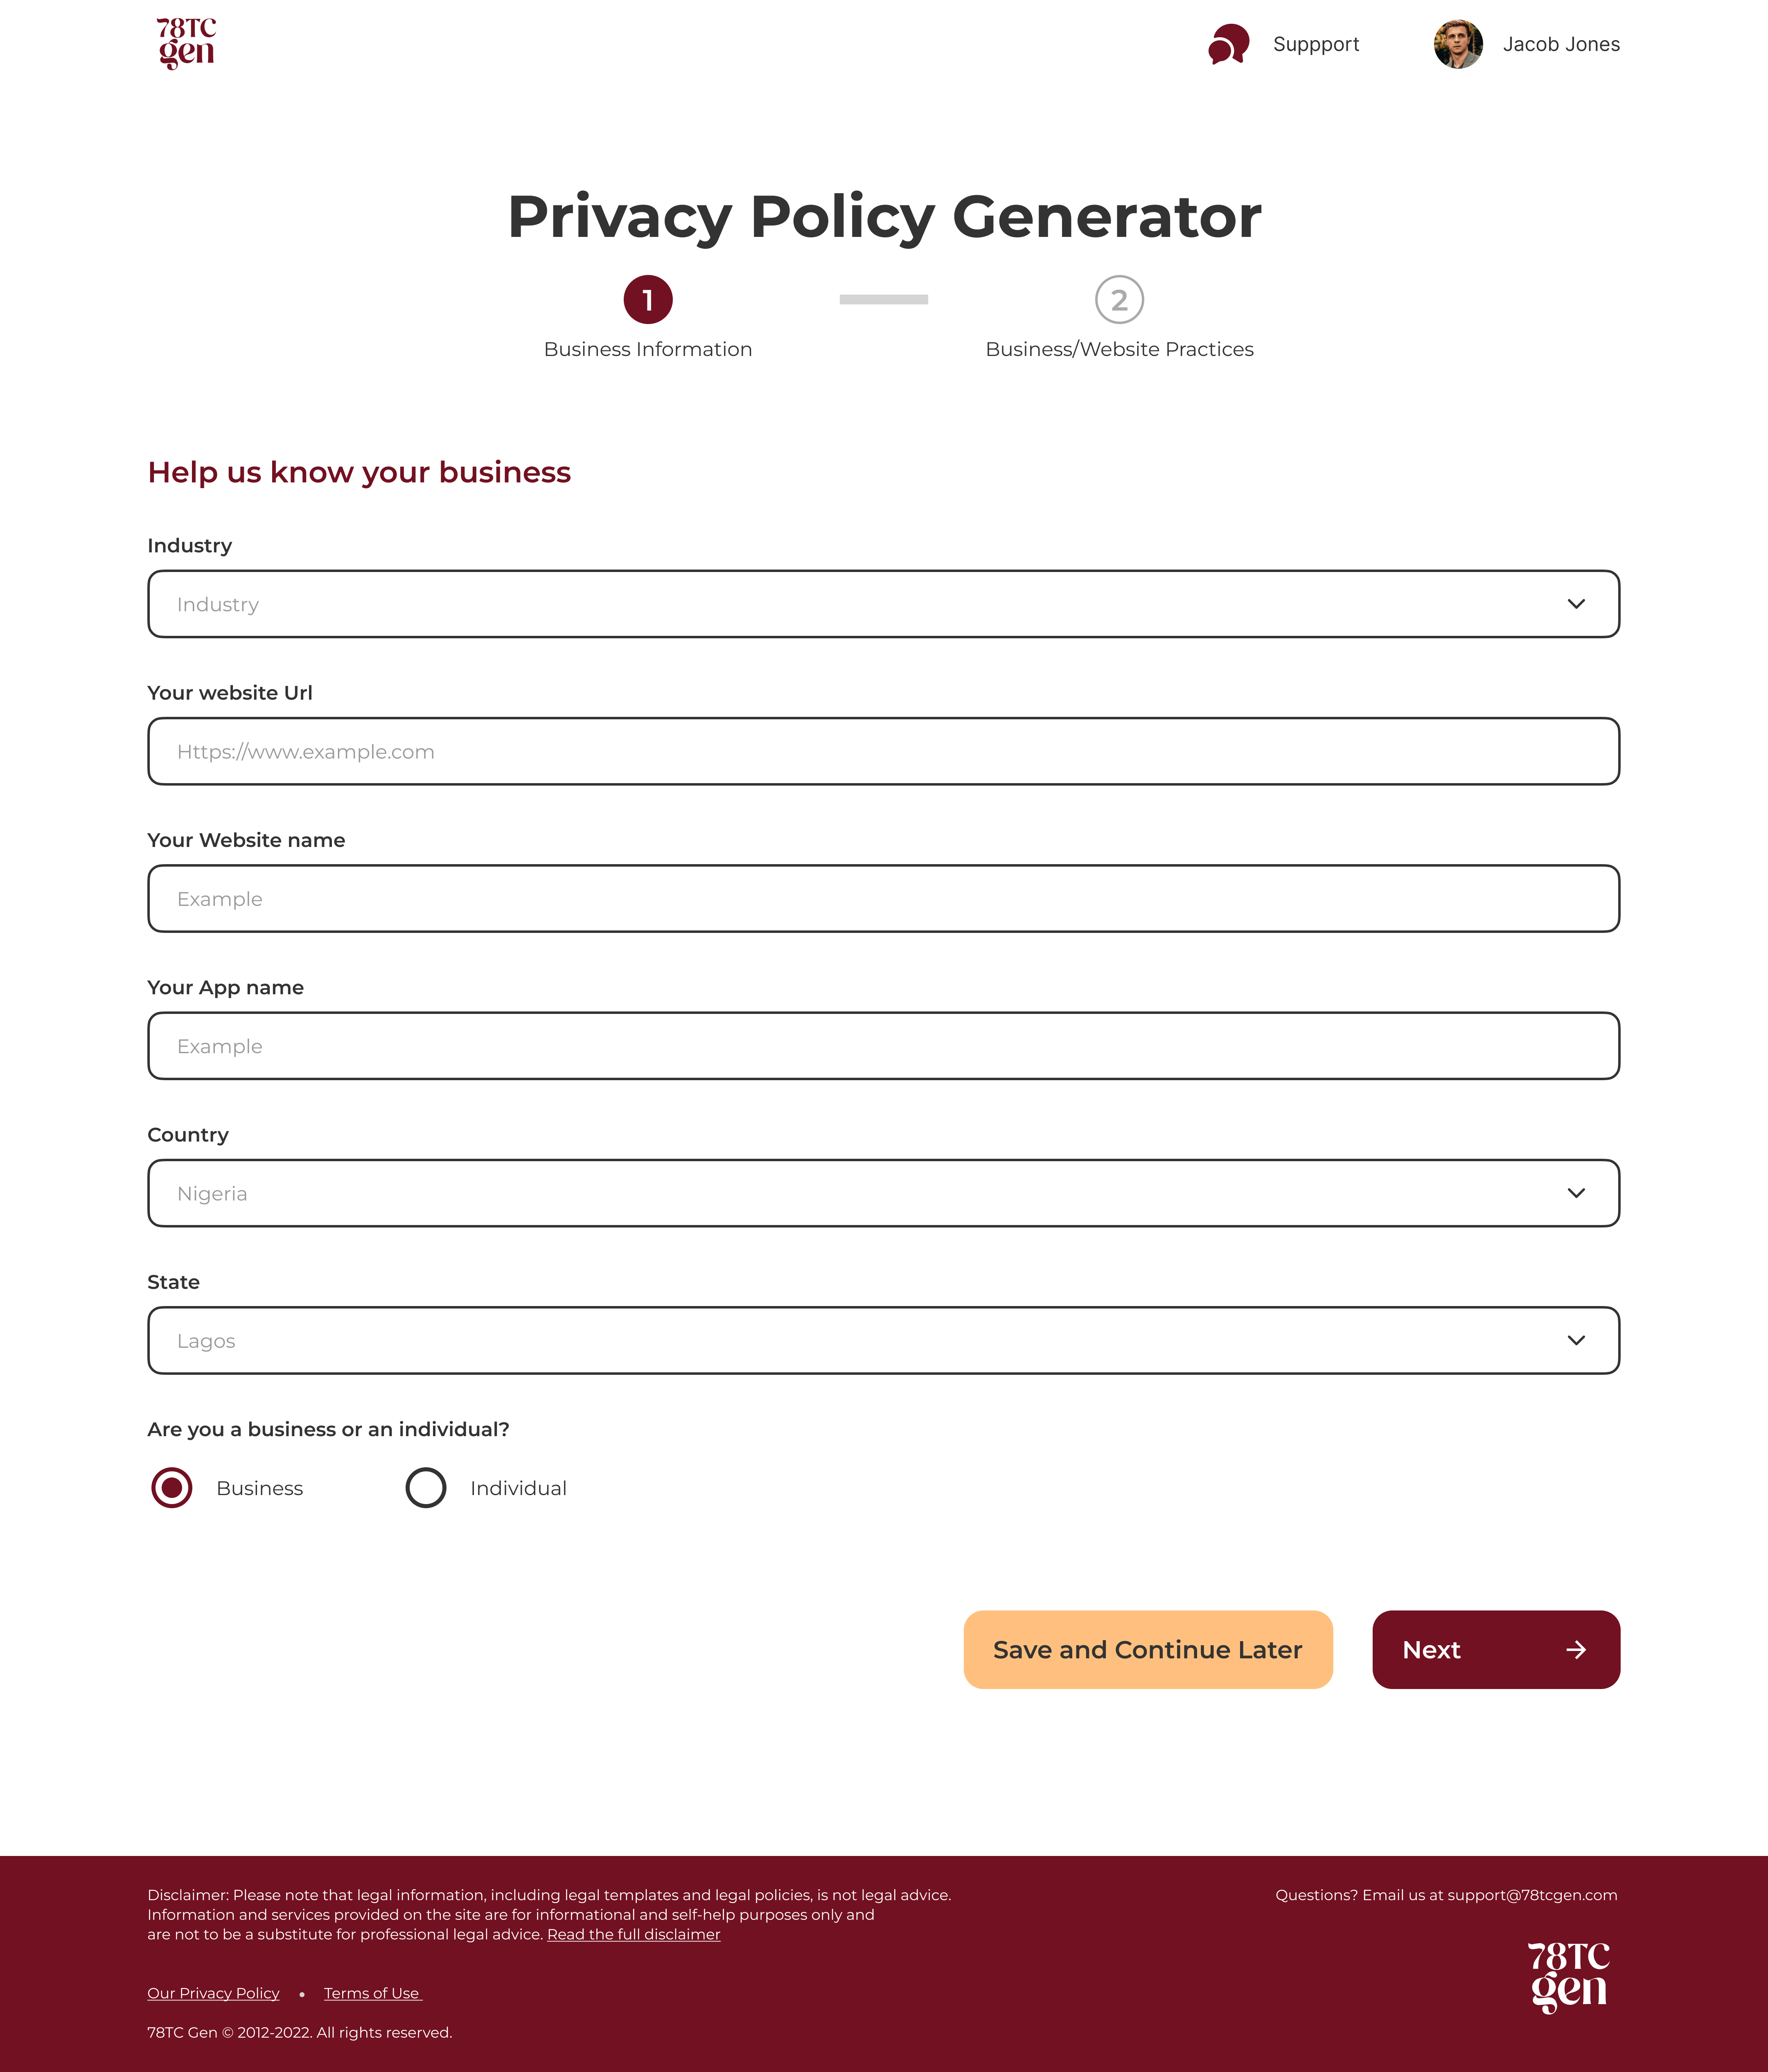 78TC
gen
Suppport
Jacob Jones
Privacy Policy Generator
1
2
Business Information
Business/Website Practices
Help us know your business
Industry
Industry
Your website Url
Https://www.example.com
Your Website name
Example
Your App name
Example
Country
Nigeria
State
Lagos
Are you a business or an individual?
Business
Individual
Save and Continue Later
Next
Disclaimer: Please note that legal information, including legal templates and legal policies, is not legal advice.
Information and services provided on the site are for informational and self-help purposes only and
are not to be a substitute for professional legal advice. Read the full disclaimer
Questions? Email us at support@78tcgen.com
78TC
gen
Our Privacy Policy • Terms of Use
78TC Gen © 2012-2022. All rights reserved.